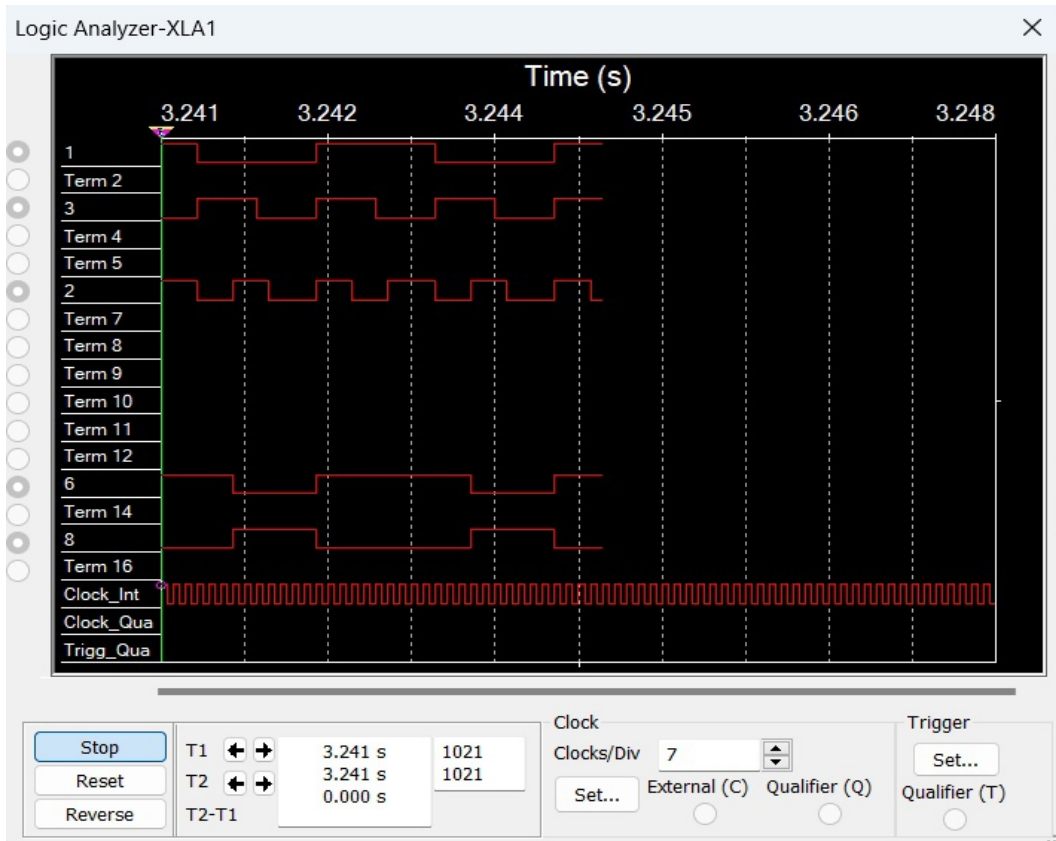 Logic Analyzer-XLA1
Time (s)
3.241 3.242 3.244 3.245 3.246 3.248
1
Term 2
3
Term 4
Term 5
2
Term 7
Term 8
Term 9
Term 10
Term 11
Term 12
6
Term 14
8
Term 16
Clock_Int
Clock_Qua
Trigg_Qua
Stop
Reset
Reverse
T1
T2
T2-T1
3.241 s
3.241 s
0.000 s
1021
1021
Clock
Clocks/Div 7
Set...
External (C) Qualifier (Q)
Trigger
Set...
Qualifier (T)